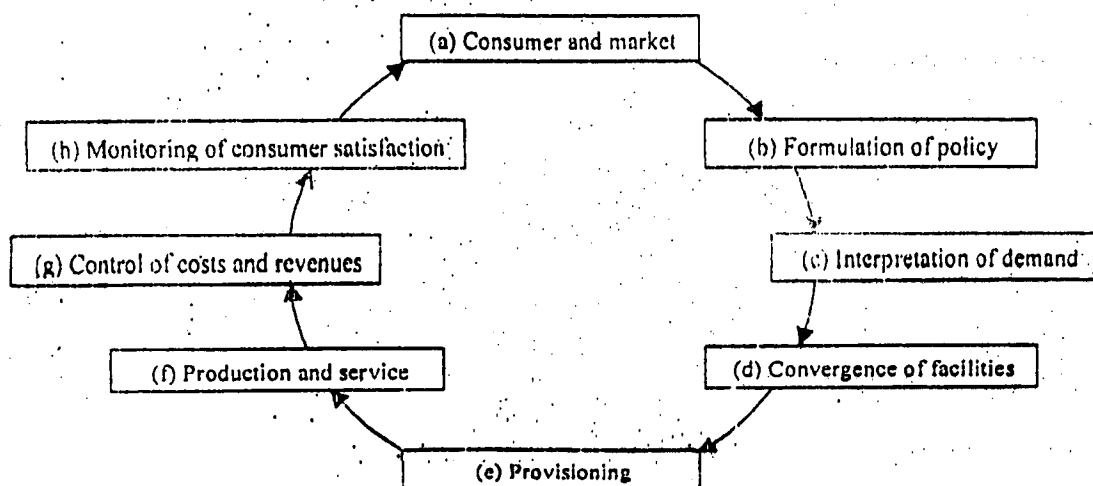 (a) Consumer and market
(b) Formulation of policy
(c) Interpretation of demand
(d) Convergence of facilities
(e) Provisioning
(f) Production and service
(g) Control of costs and revenues
(h) Monitoring of consumer satisfaction